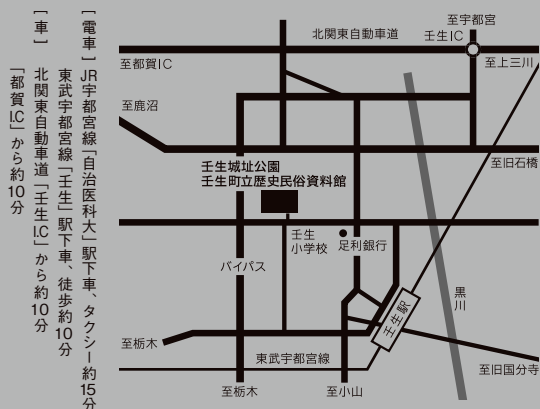 ［電車］JR宇都宮線「自治医科大」駅下車、タクシー約15分
東武宇都宮線「壬生」駅下車、徒歩約10分
［車］　北関東自動車道「壬生I.C」から約10分
「都賀I.C」から約10分
至宇都宮
北関東自動車道
壬生IC
至都賀IC
至上三川
至鹿沼
至旧石橋
壬生城址公園
壬生町立歴史民俗資料館
壬生
小学校
足利銀行
バイパス
黒川
壬生駅
至栃木
東武宇都宮線
至旧国分寺
至栃木
至小山